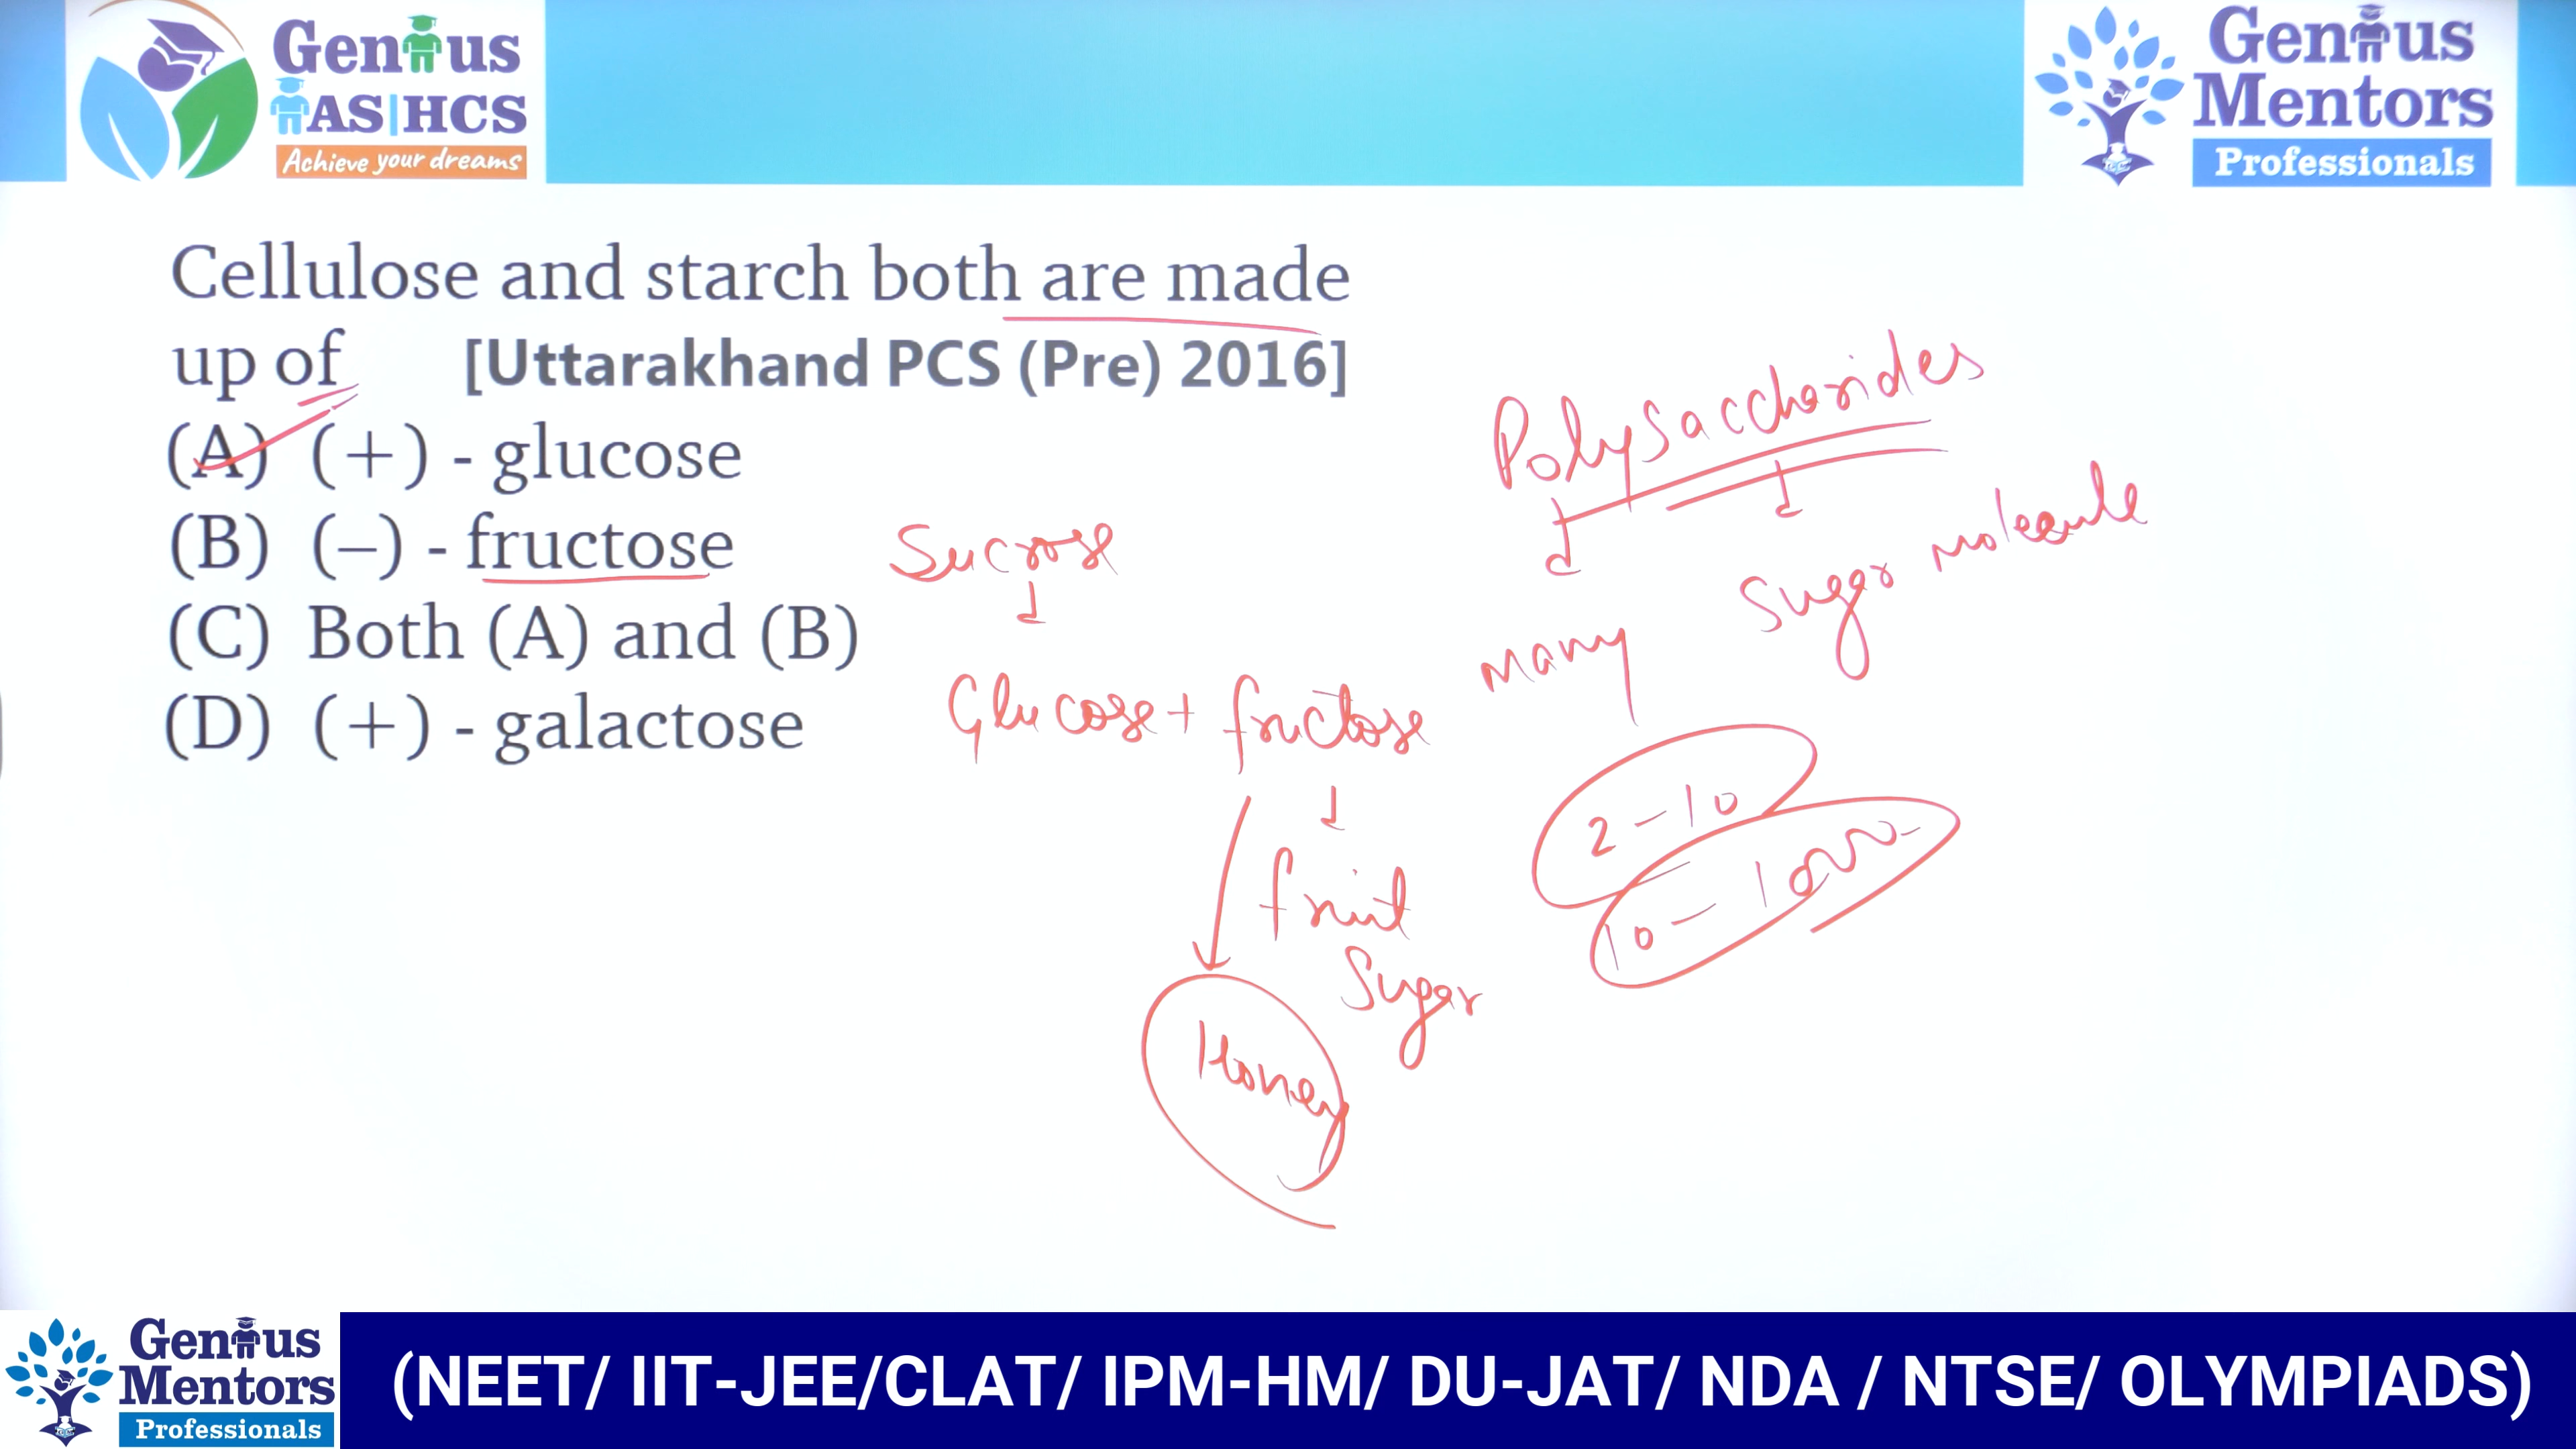 Genius
IAS|HCS
Achieve your dreams
Genius
Mentors
Professionals
Cellulose and starch both are made
up of [Uttarakhand PCS (Pre) 2016]
(A) (+) - glucose
(B) (–) - fructose
(C) Both (A) and (B)
(D) (+) - galactose
Polysaccharides
many
Sugar molecule
2-10
Sucrose
Glucose + fructose
fruit
Sugar
Honey
Genius
Mentors
Professionals
(NEET/ IIT-JEE/CLAT/ IPM-HM/ DU-JAT/ NDA / NTSE/ OLYMPIADS)